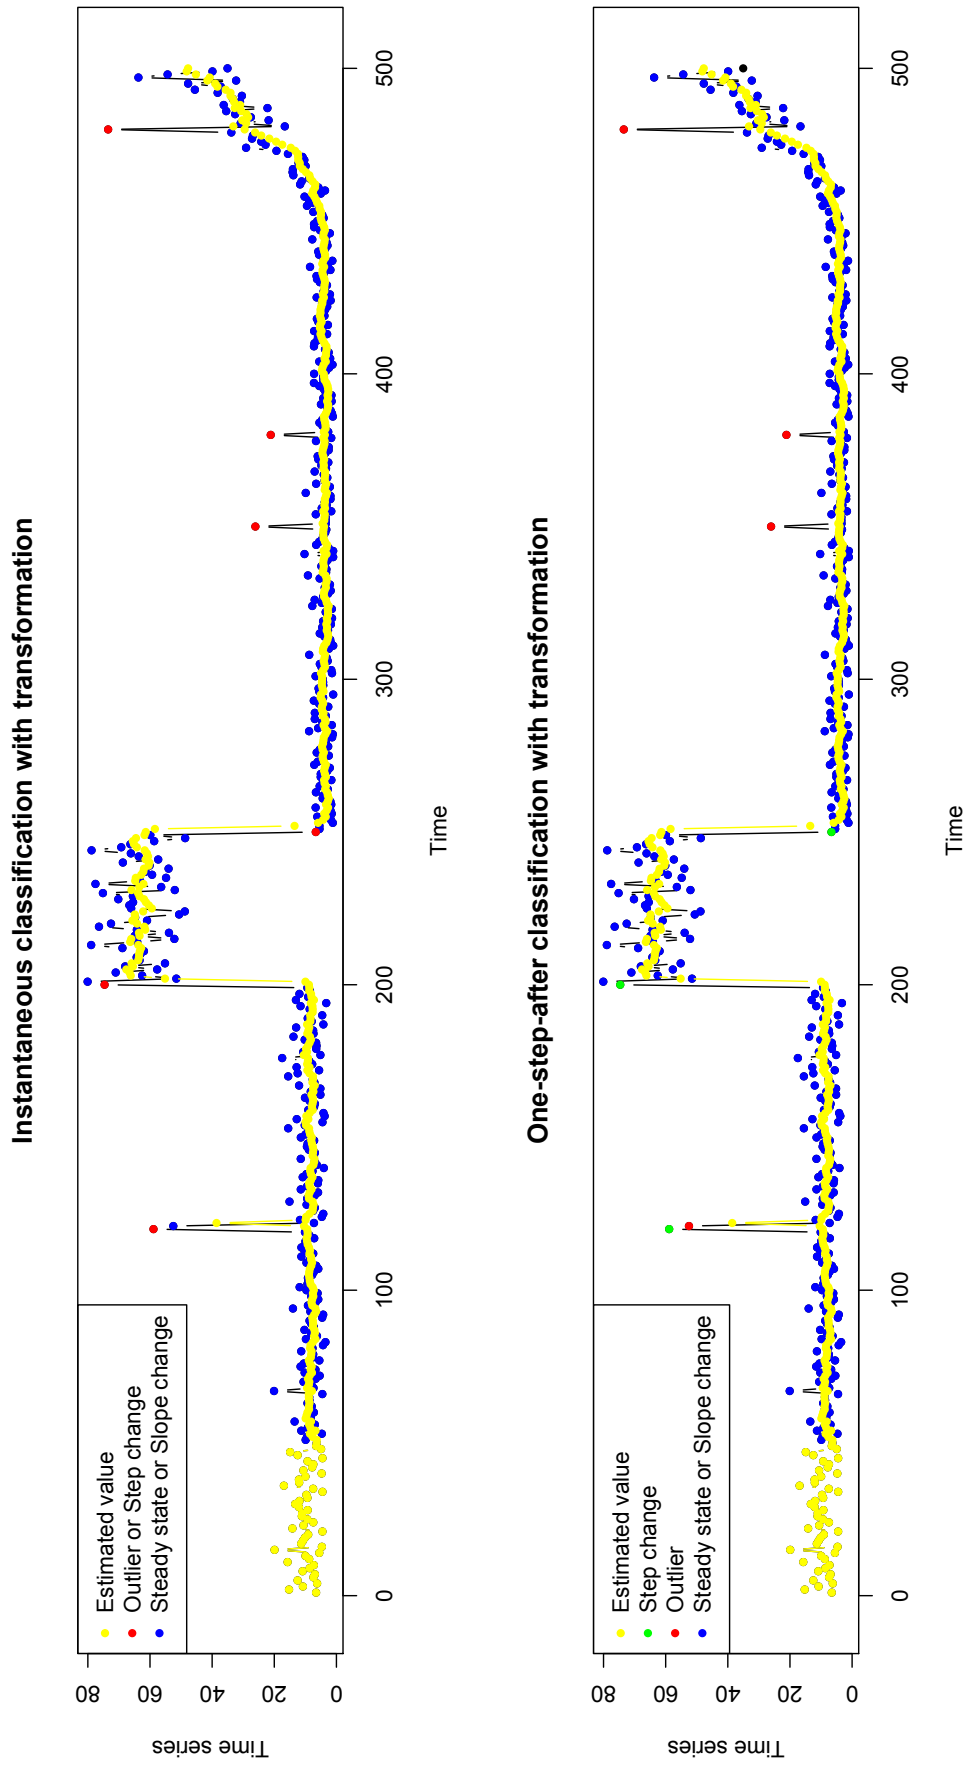 Instantaneous classification with transformation
Estimated value
Outlier or Step change
Steady state or Slope change
Time series
0 20 40 60 80
0 100 200 300 400 500
Time
One-step-after classification with transformation
Estimated value
Step change
Outlier
Steady state or Slope change
Time series
0 20 40 60 80
0 100 200 300 400 500
Time